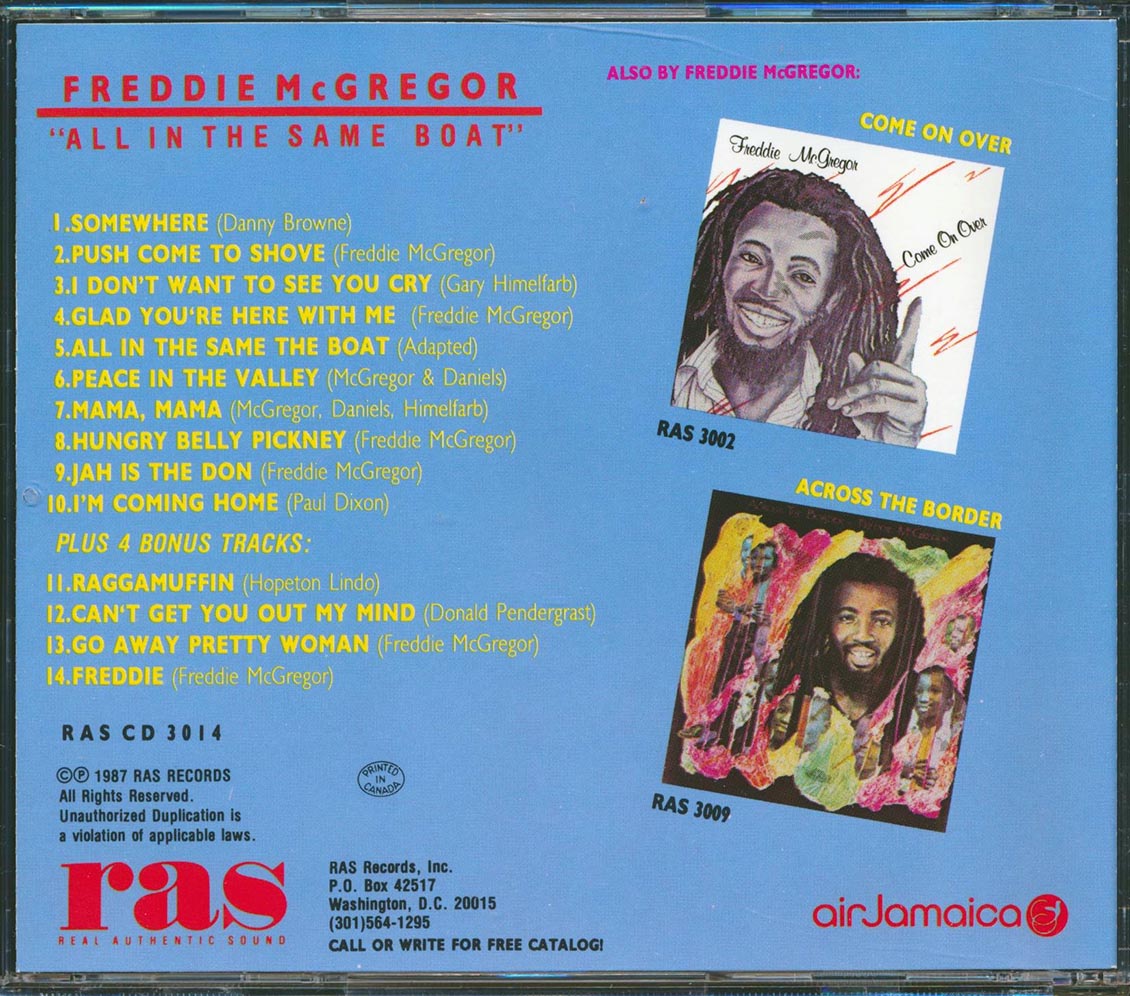 FREDDIE McGREGOR
"ALL IN THE SAME BOAT"
1.SOMEWHERE (Danny Browne)
2.PUSH COME TO SHOVE (Freddie McGregor)
3.I DON'T WANT TO SEE YOU CRY (Gary Himelfarb)
4.GLAD YOU'RE HERE WITH ME (Freddie McGregor)
5.ALL IN THE SAME THE BOAT (Adapted)
6.PEACE IN THE VALLEY (McGregor & Daniels)
7.MAMA, MAMA (McGregor, Daniels, Himelfarb)
8.HUNGRY BELLY PICKNEY (Freddie McGregor)
9.JAH IS THE DON (Freddie McGregor)
10.I'M COMING HOME (Paul Dixon)
PLUS 4 BONUS TRACKS:
11.RAGGAMUFFIN (Hopeton Lindo)
12.CAN'T GET YOU OUT MY MIND (Donald Pendergrast)
13.GO AWAY PRETTY WOMAN (Freddie McGregor)
14.FREDDIE (Freddie McGregor)
RAS CD 3014
©℗ 1987 RAS RECORDS
All Rights Reserved.
Unauthorized Duplication is
a violation of applicable laws.
PRINTED
IN
CANADA
ras
REAL AUTHENTIC SOUND
RAS Records, Inc.
P.O. Box 42517
Washington, D.C. 20015
(301)564-1295
CALL OR WRITE FOR FREE CATALOG!
ALSO BY FREDDIE McGREGOR:
COME ON OVER
Freddie McGregor
Come On Over
RAS 3002
ACROSS THE BORDER
Across The Border Freddie McGregor
RAS 3009
airJamaica